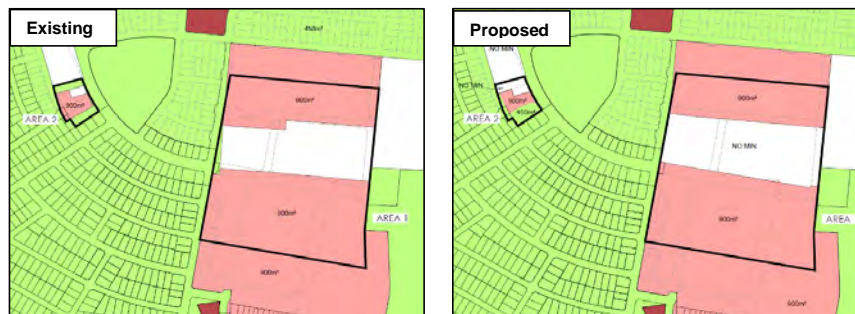 Existing
450m²
900m²
900m²
AREA 2
900m²
AREA 1
900m²
Proposed
NO MIN
NO MIN
900m²
450m²
900m²
AREA 2
NO MIN
900m²
AREA
600m²